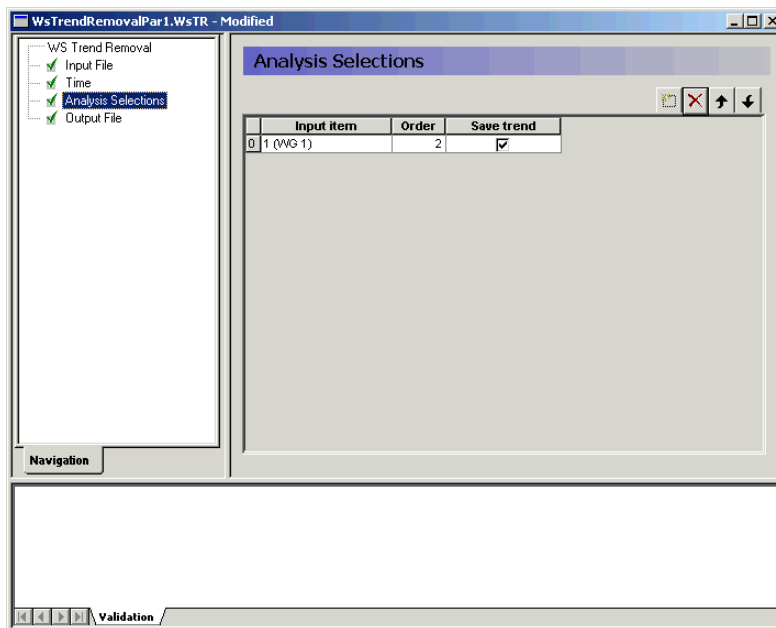 WsTrendRemovalPar1.WsTR - Modified
WS Trend Removal
Input File
Time
Analysis Selections
Output File
Navigation
Analysis Selections
Input item Order Save trend
0 1 (WG 1) 2
Validation